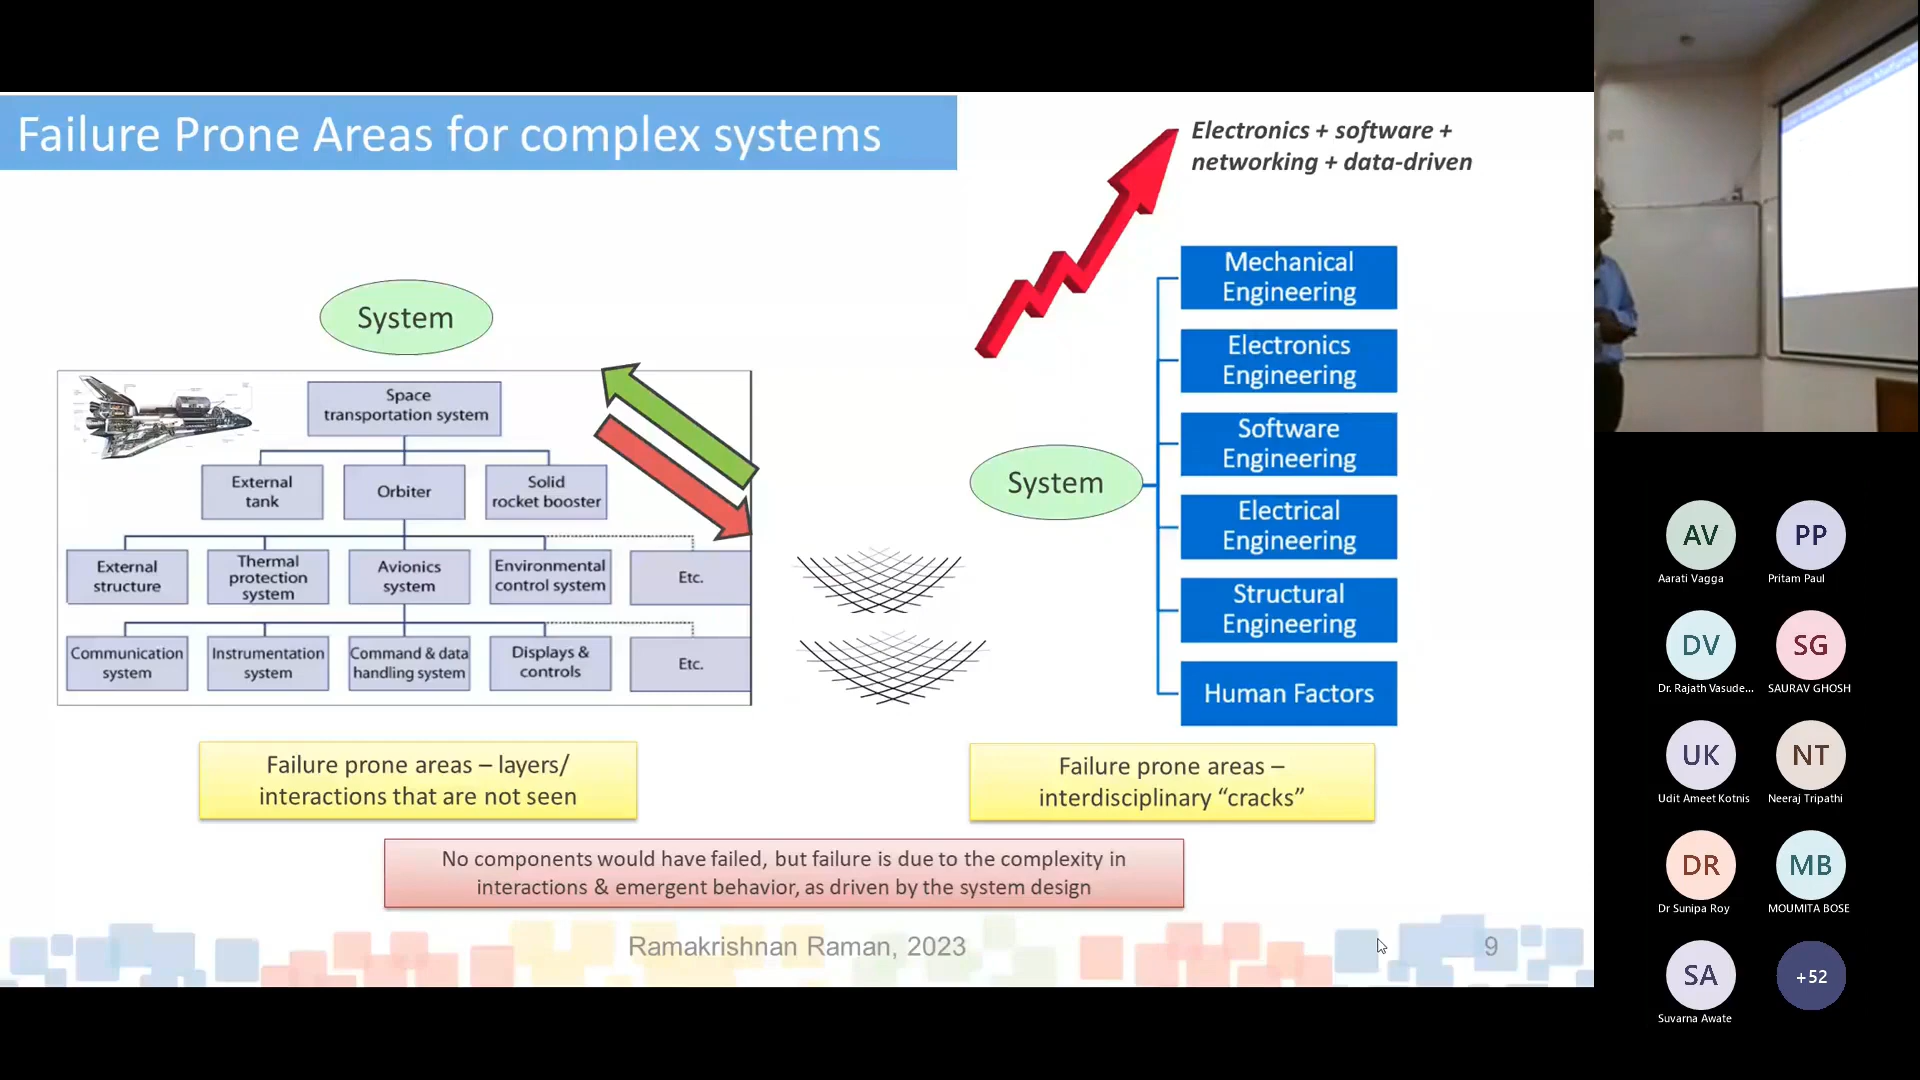 Failure Prone Areas for complex systems
Electronics + software +
networking + data-driven
System
Space
transportation system
External
tank
Orbiter
Solid
rocket booster
External
structure
Thermal
protection
system
Avionics
system
Environmental
control system
Etc.
Communication
system
Instrumentation
system
Command & data
handling system
Displays &
controls
Etc.
System
Mechanical
Engineering
Electronics
Engineering
Software
Engineering
Electrical
Engineering
Structural
Engineering
Human Factors
Failure prone areas – layers/
interactions that are not seen
Failure prone areas –
interdisciplinary “cracks”
No components would have failed, but failure is due to the complexity in
interactions & emergent behavior, as driven by the system design
Ramakrishnan Raman, 2023
9
AV
Aarati Vagga
PP
Pritam Paul
DV
Dr. Rajath Vasude...
SG
SAURAV GHOSH
UK
Udit Ameet Kotnis
NT
Neeraj Tripathi
DR
Dr Sunipa Roy
MB
MOUMITA BOSE
SA
Suvarna Awate
+52